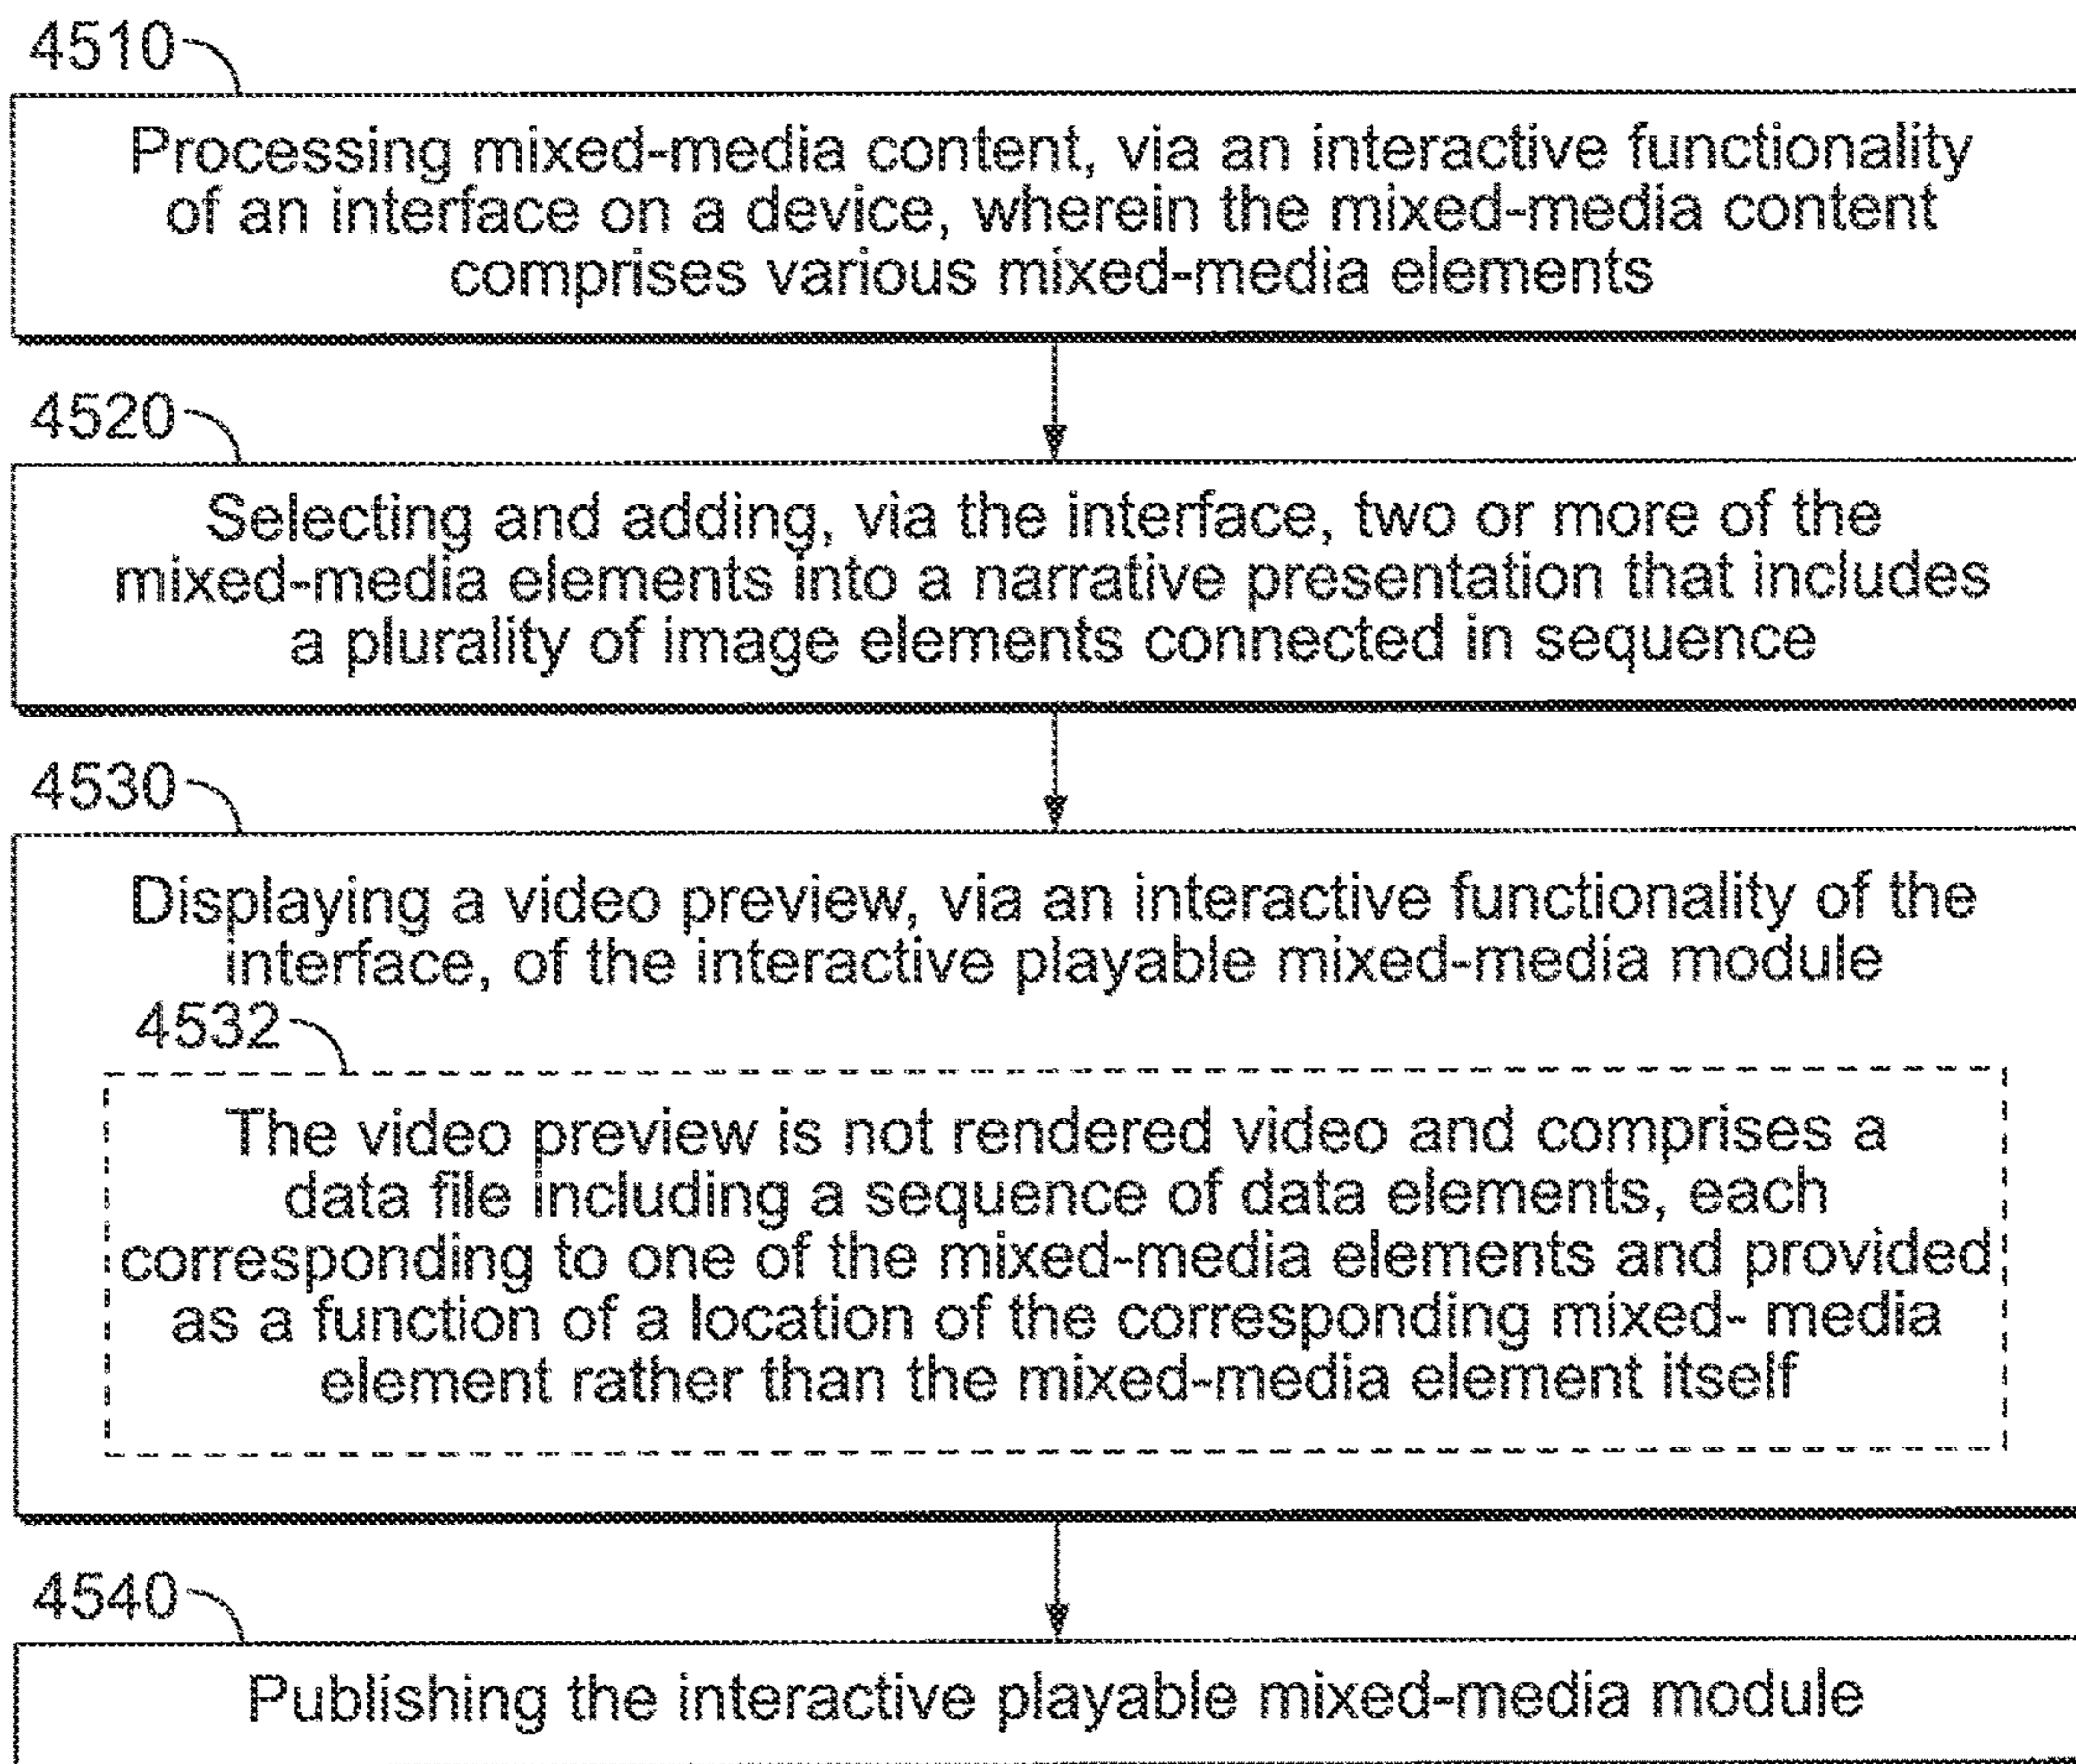 4510
Processing mixed-media content, via an interactive functionality
of an interface on a device, wherein the mixed-media content
comprises various mixed-media elements
4520
Selecting and adding, via the interface, two or more of the
mixed-media elements into a narrative presentation that includes
a plurality of image elements connected in sequence
4530
Displaying a video preview, via an interactive functionality of the
interface, of the interactive playable mixed-media module
4532
The video preview is not rendered video and comprises a
data file including a sequence of data elements, each
corresponding to one of the mixed-media elements and provided
as a function of a location of the corresponding mixed- media
element rather than the mixed-media element itself
4540
Publishing the interactive playable mixed-media module